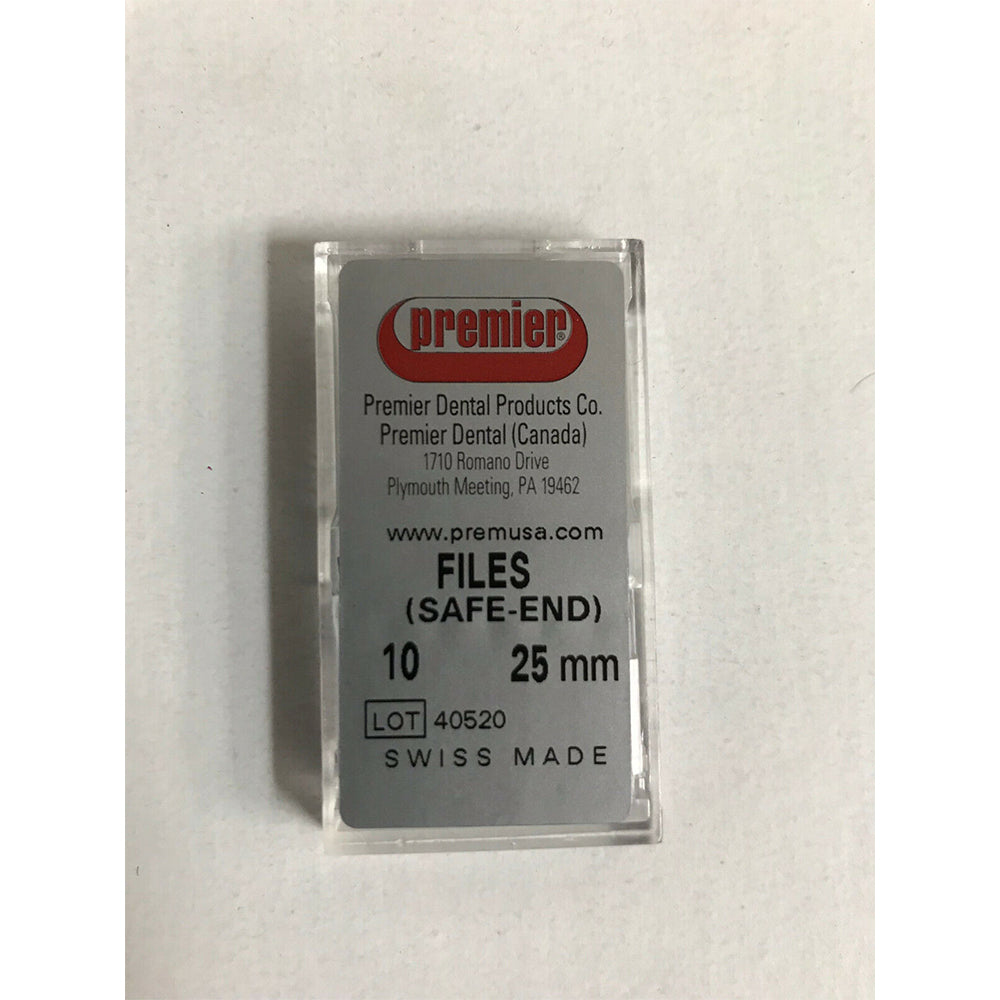 premier®
Premier Dental Products Co.
Premier Dental (Canada)
1710 Romano Drive
Plymouth Meeting, PA 19462
www.premusa.com
FILES
(SAFE-END)
10 25 mm
LOT 40520
SWISS MADE